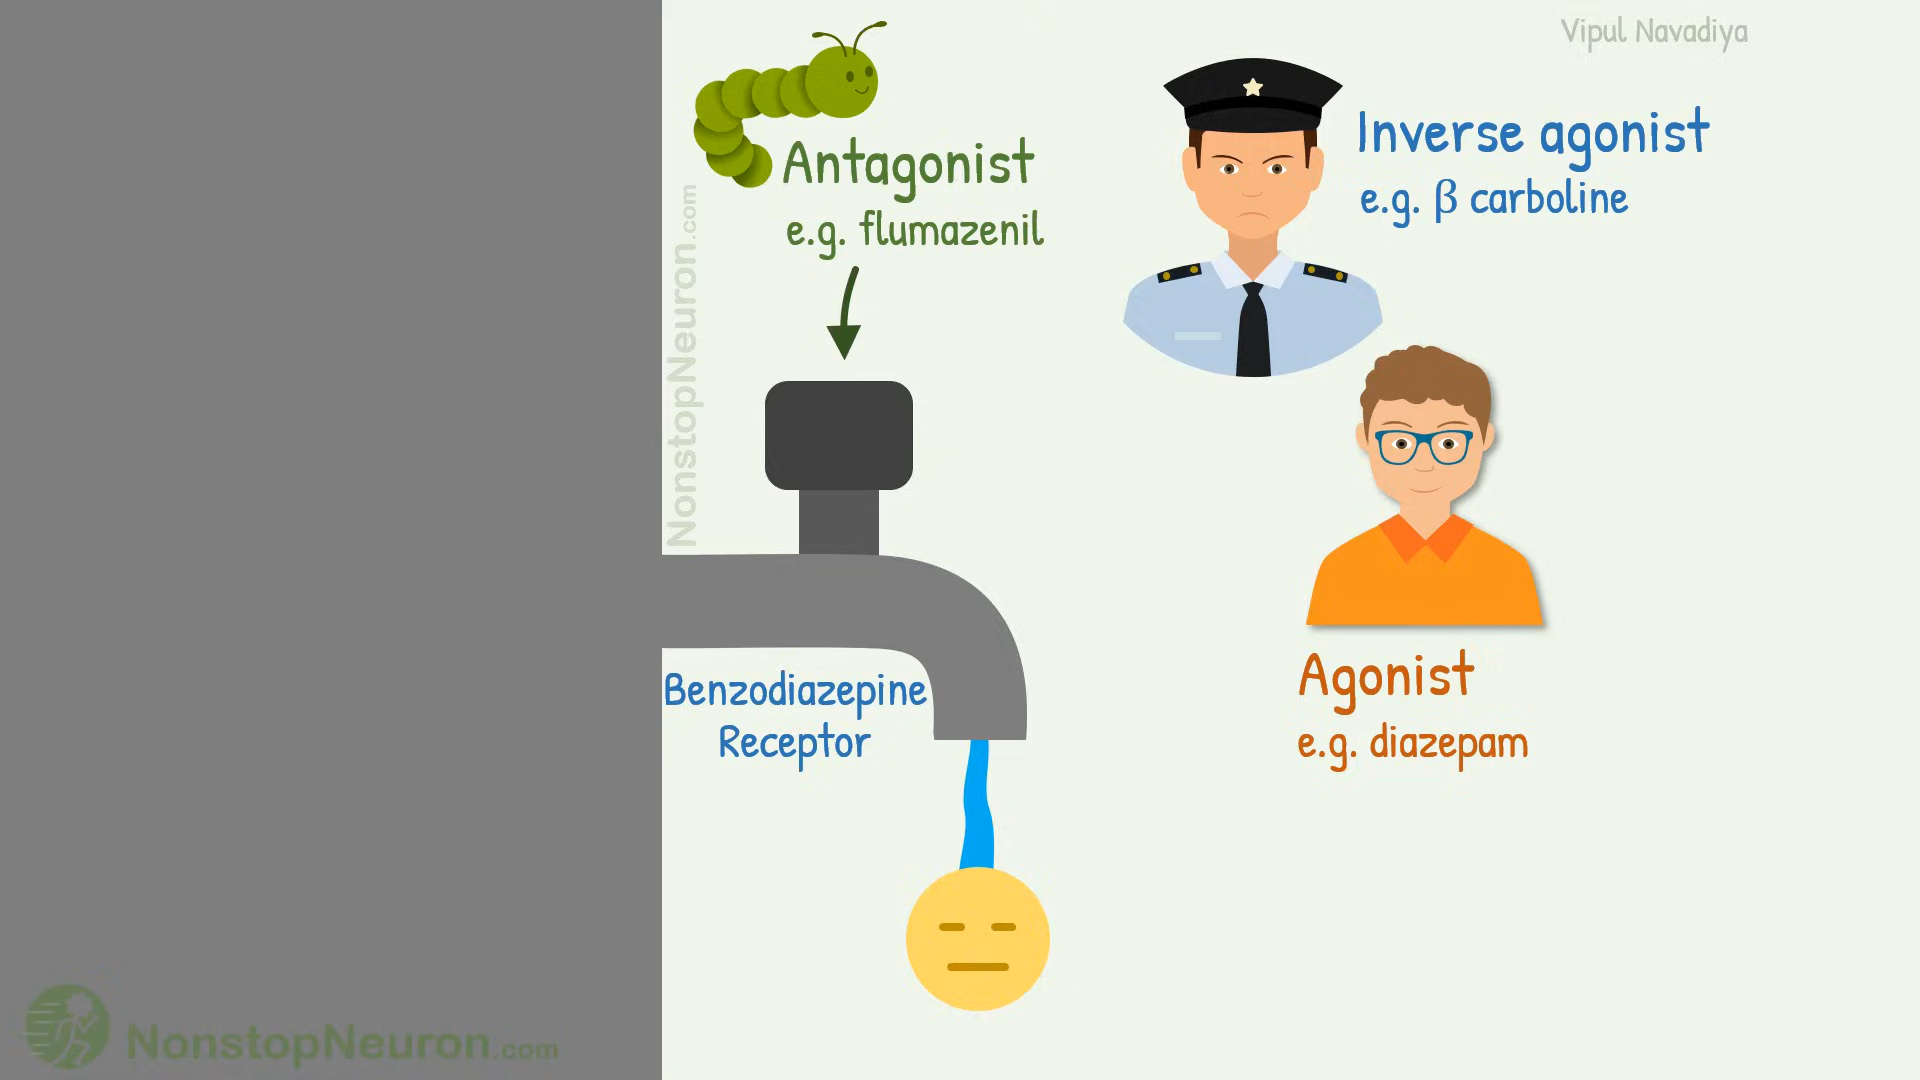 Vipul Navadiya
Antagonist
e.g. flumazenil
Inverse agonist
e.g. β carboline
NonstopNeuron.com
Agonist
e.g. diazepam
Benzodiazepine
Receptor
NonstopNeuron.com